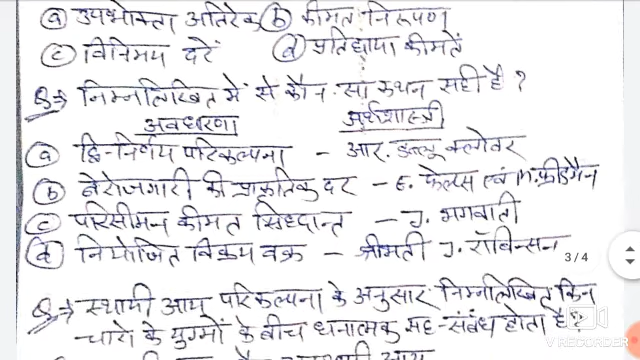 ⓐ उपभोक्ता अतिरेक ⓑ कीमत निरूपण
ⓒ विनिमय दरें ⓓ प्रतिछाया कीमतें
Q→ निम्नलिखित में से कौन सा कथन सही है ?
अवधारणा अर्थशास्त्री
ⓐ द्वि-निर्णय परिकल्पना - आर. डब्लू क्लोवर
ⓑ बेरोजगारी की प्राकृतिक दर - E. फेल्प्स एवं M. फ्रीडमैन
ⓒ परिसीमन कीमत सिध्दान्त - J. भगवाती
ⓓ नियोजित विक्रय वक्र - श्रीमती J. रॉबिन्सन
3/4
Q→ स्थायी आय परिकल्पना के अनुसार निम्नलिखित किन
चारो के युग्मों के बीच धनात्मक सह-संबंध होता है ?
VRECORDER